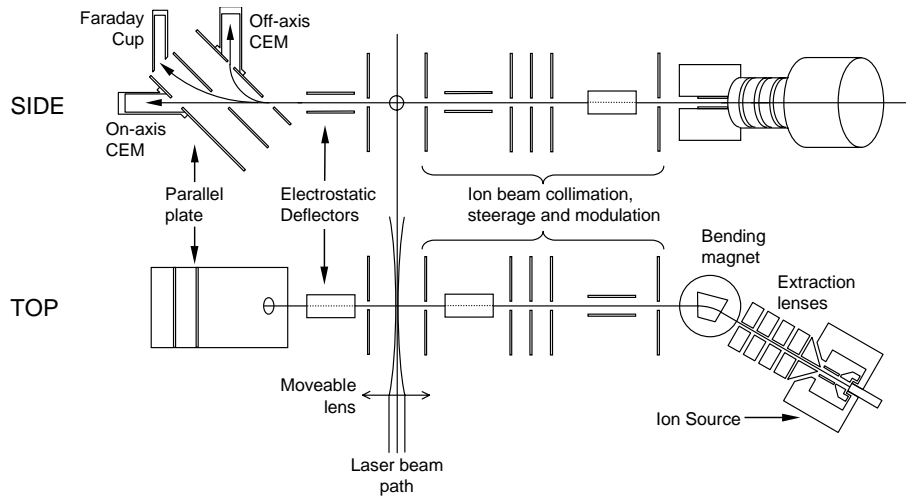 Faraday
Cup
Off-axis
CEM
SIDE
On-axis
CEM
Parallel
plate
Electrostatic
Deflectors
Ion beam collimation,
steerage and modulation
Bending
magnet
Extraction
lenses
TOP
Moveable
lens
Ion Source
Laser beam
path